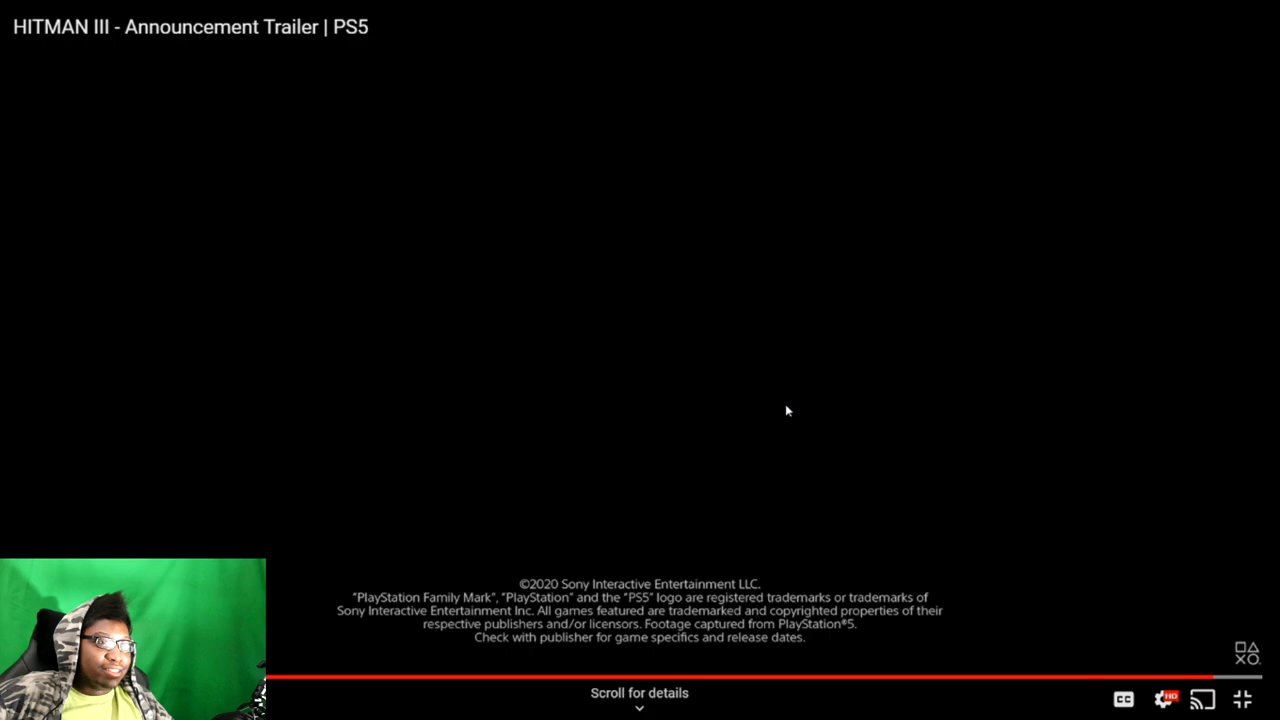 HITMAN III - Announcement Trailer | PS5
©2020 Sony Interactive Entertainment LLC.
"PlayStation Family Mark", "PlayStation" and the "PS5" logo are registered trademarks or trademarks of
Sony Interactive Entertainment Inc. All games featured are trademarked and copyrighted properties of their
respective publishers and/or licensors. Footage captured from PlayStation®5.
Check with publisher for game specifics and release dates.
Scroll for details
CC
HD